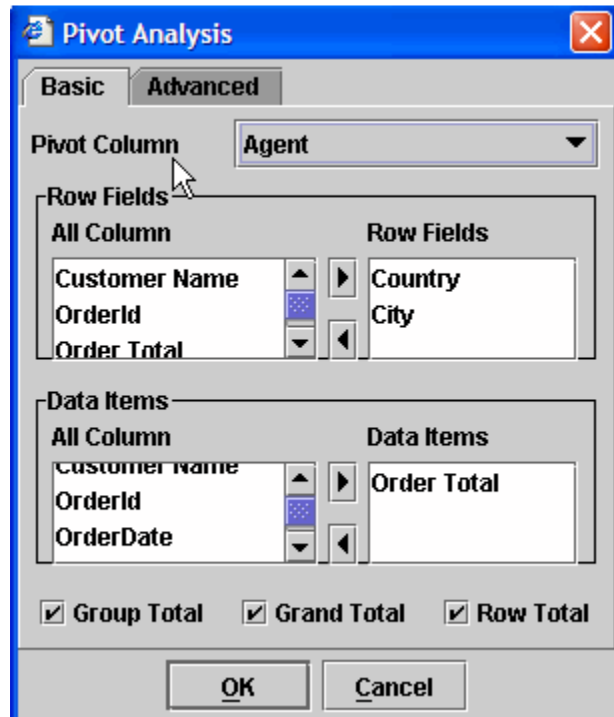 Pivot Analysis
Basic Advanced
Pivot Column Agent
Row Fields
All Column Row Fields
Customer Name Country
OrderId City
Order Total
Data Items
All Column Data Items
Customer Name Order Total
OrderId
OrderDate
Group Total Grand Total Row Total
OK Cancel